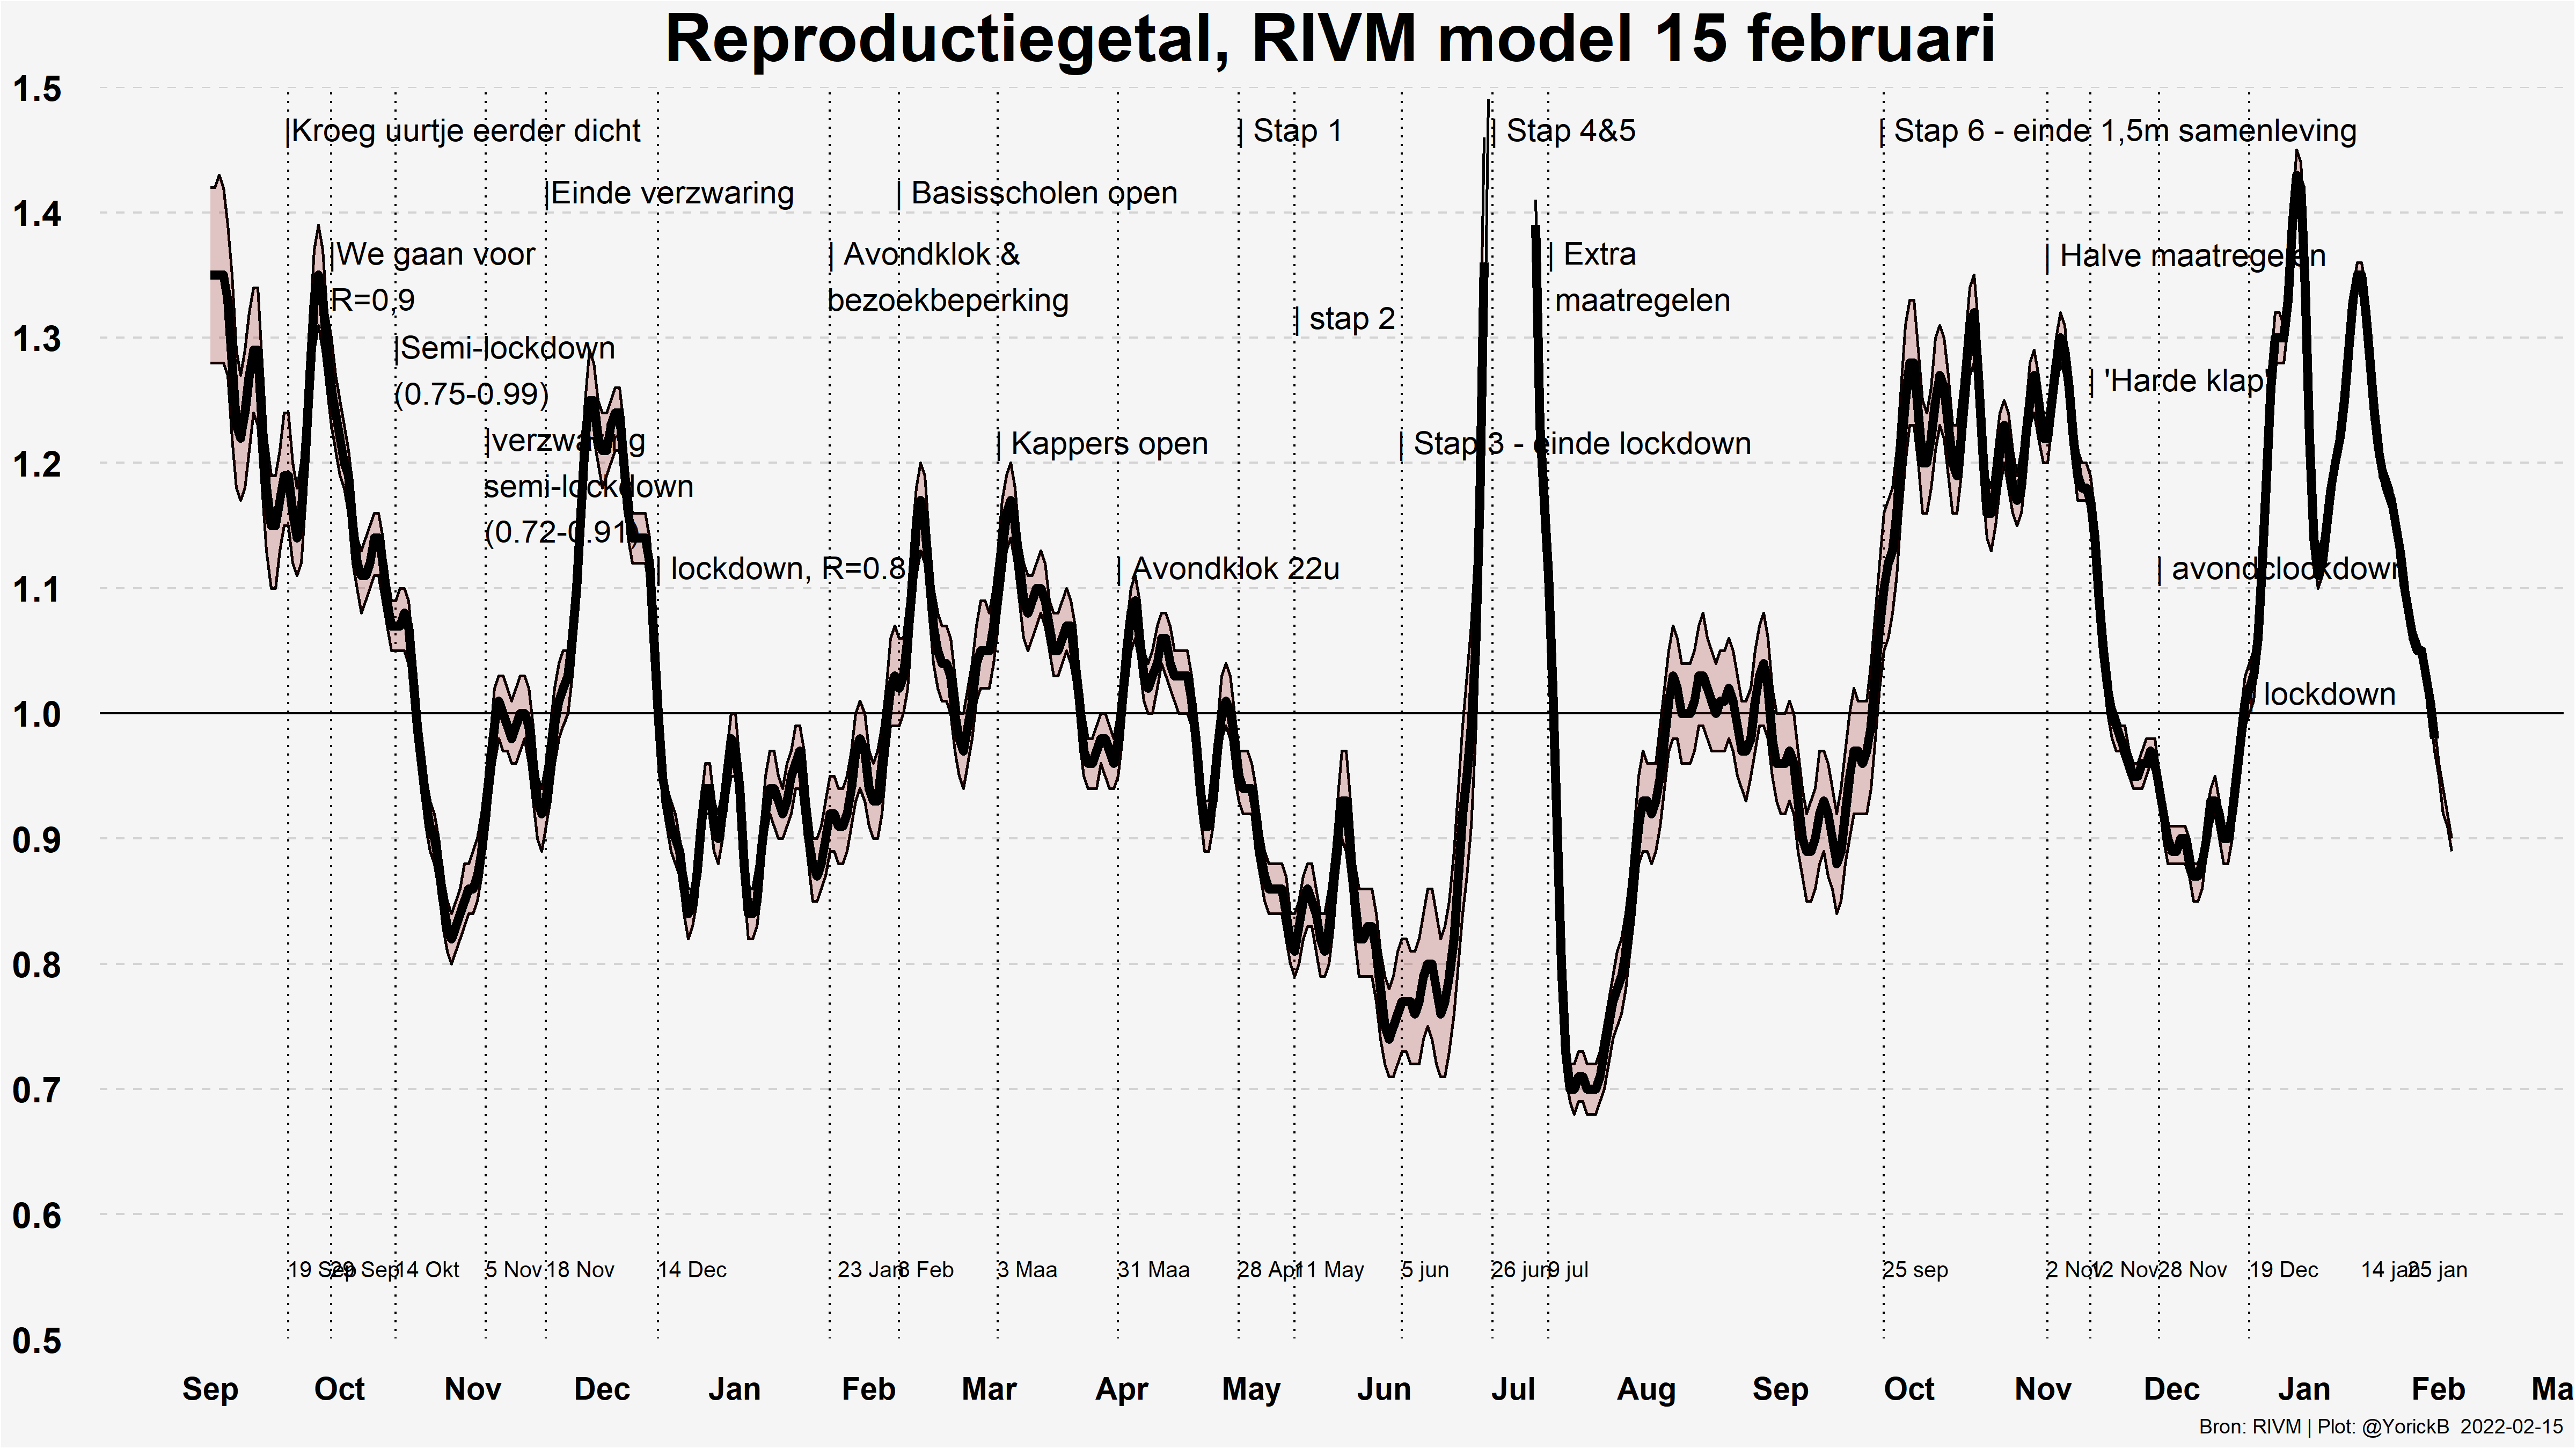 Reproductiegetal, RIVM model 15 februari
1.5
1.4
1.3
1.2
1.1
1.0
0.9
0.8
0.7
0.6
0.5
|Kroeg uurtje eerder dicht
| Stap 1
| Stap 4&5
| Stap 6 - einde 1,5m samenleving
|Einde verzwaring
| Basisscholen open
|We gaan voor
R=0,9
| Avondklok &
bezoekbeperking
| Extra
maatregelen
| Halve maatregelen
| stap 2
|Semi-lockdown
(0.75-0.99)
| 'Harde klap'
|verzwaring
semi-lockdown
(0.72-0.91)
| Kappers open
| Stap 3 - einde lockdown
| lockdown, R=0.8
| Avondklok 22u
| avondclockdown
lockdown
19 Sep
29 Sep
14 Okt
5 Nov
18 Nov
14 Dec
23 Jan
8 Feb
3 Maa
31 Maa
28 Apr
11 May
5 jun
26 jun
9 jul
25 sep
2 Nov
12 Nov
28 Nov
19 Dec
14 jan
25 jan
Sep Oct Nov Dec Jan Feb Mar Apr May Jun Jul Aug Sep Oct Nov Dec Jan Feb Ma
Bron: RIVM | Plot: @YorickB 2022-02-15